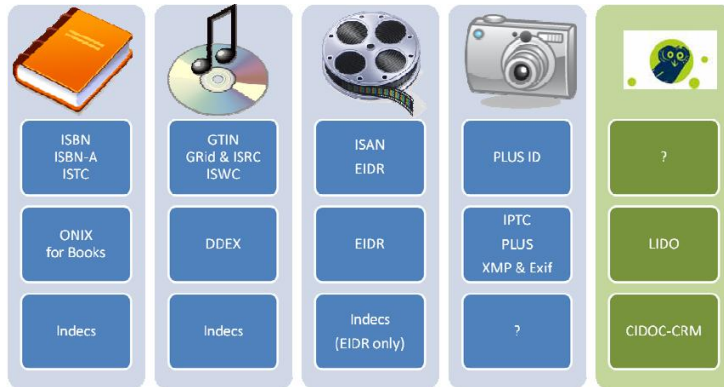 ISBN
ISBN-A
ISTC
GTIN
GRid & ISRC
ISWC
ISAN
EIDR
PLUS ID
?
ONIX
for Books
DDEX
EIDR
IPTC
PLUS
XMP & Exif
LIDO
Indecs
Indecs
Indecs
(EIDR only)
?
CIDOC-CRM